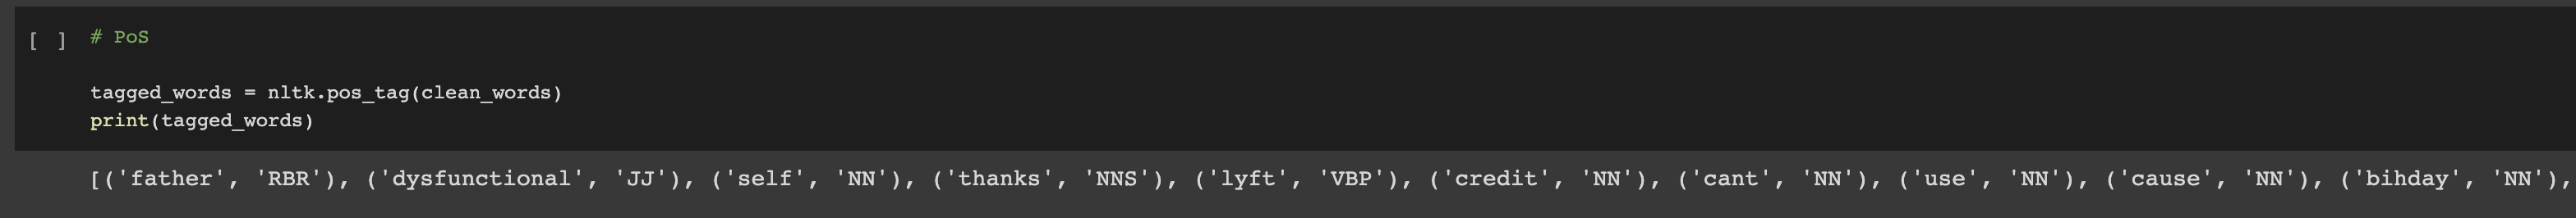 [ ] # PoS
tagged_words = nltk.pos_tag(clean_words)
print(tagged_words)
[('father', 'RBR'), ('dysfunctional', 'JJ'), ('self', 'NN'), ('thanks', 'NNS'), ('lyft', 'VBP'), ('credit', 'NN'), ('cant', 'NN'), ('use', 'NN'), ('cause', 'NN'), ('bihday', 'NN'),